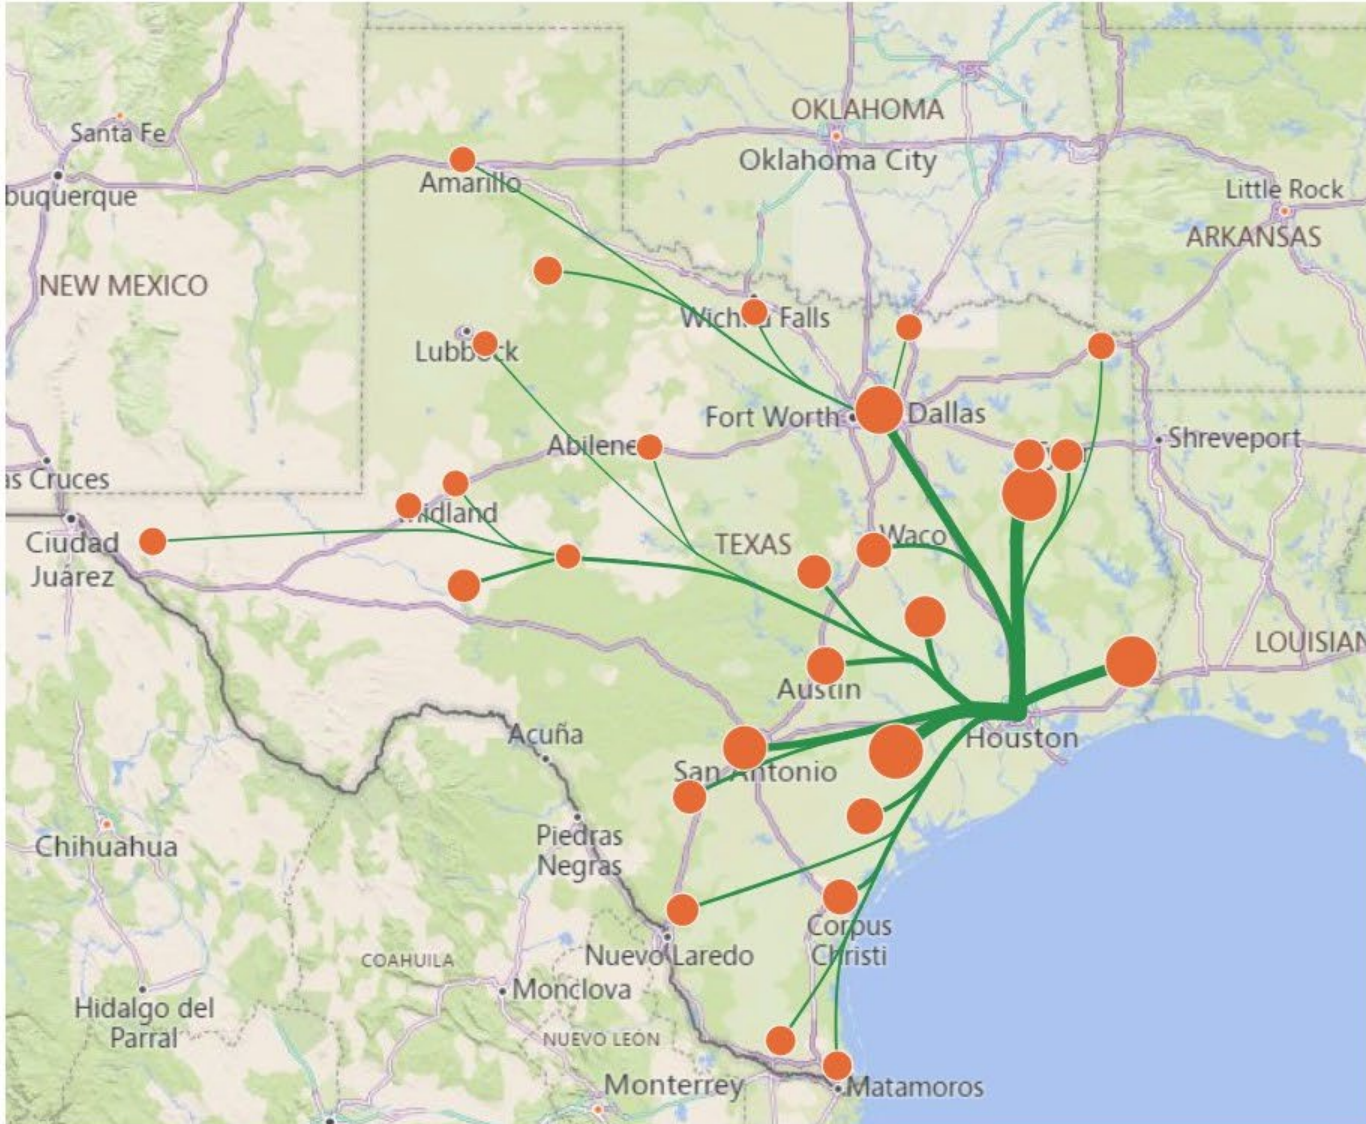 OKLAHOMA
Santa Fe
Oklahoma City
Amarillo
Little Rock
buquerque
ARKANSAS
NEW MEXICO
Wichita Falls
Lubbock
Fort Worth
Dallas
Shreveport
Abilene
as Cruces
Midland
Waco
TEXAS
Ciudad
Juárez
LOUISIAN
Austin
Acuña
Houston
San Antonio
Piedras
Negras
Chihuahua
Corpus
Christi
Nuevo Laredo
COAHUILA
Monclova
Hidalgo del
Parral
NUEVO LEÓN
Monterrey
Matamoros